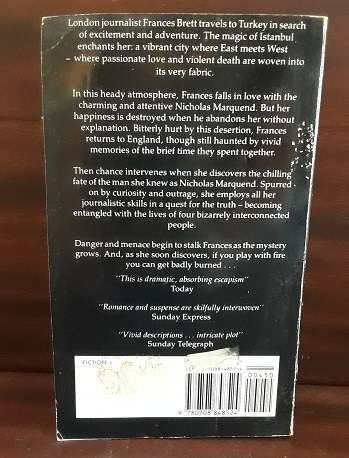 London journalist Frances Brett travels to Turkey in search
of excitement and adventure. The magic of Istanbul
enchants her: a vibrant city where East meets West
– where passionate love and violent death are woven into
its very fabric.
In this heady atmosphere, Frances falls in love with the
charming and attentive Nicholas Marquend. But her
happiness is destroyed when he abandons her without
explanation. Bitterly hurt by this desertion, Frances
returns to England, though still haunted by vivid
memories of the brief time they spent together.
Then chance intervenes when she discovers the chilling
fate of the man she knew as Nicholas Marquend. Spurred
on by curiosity and outrage, she employs all her
journalistic skills in a quest for the truth – becoming
entangled with the lives of four bizarrely interconnected
people.
Danger and menace begin to stalk Frances as the mystery
grows. And, as she soon discovers, if you play with fire
you can get badly burned . . .
"This is dramatic, absorbing escapism"
Today
"Romance and suspense are skilfully interwoven"
Sunday Express
"Vivid descriptions . . . intricate plot"
Sunday Telegraph
FICTION
00450
9 780708 848524